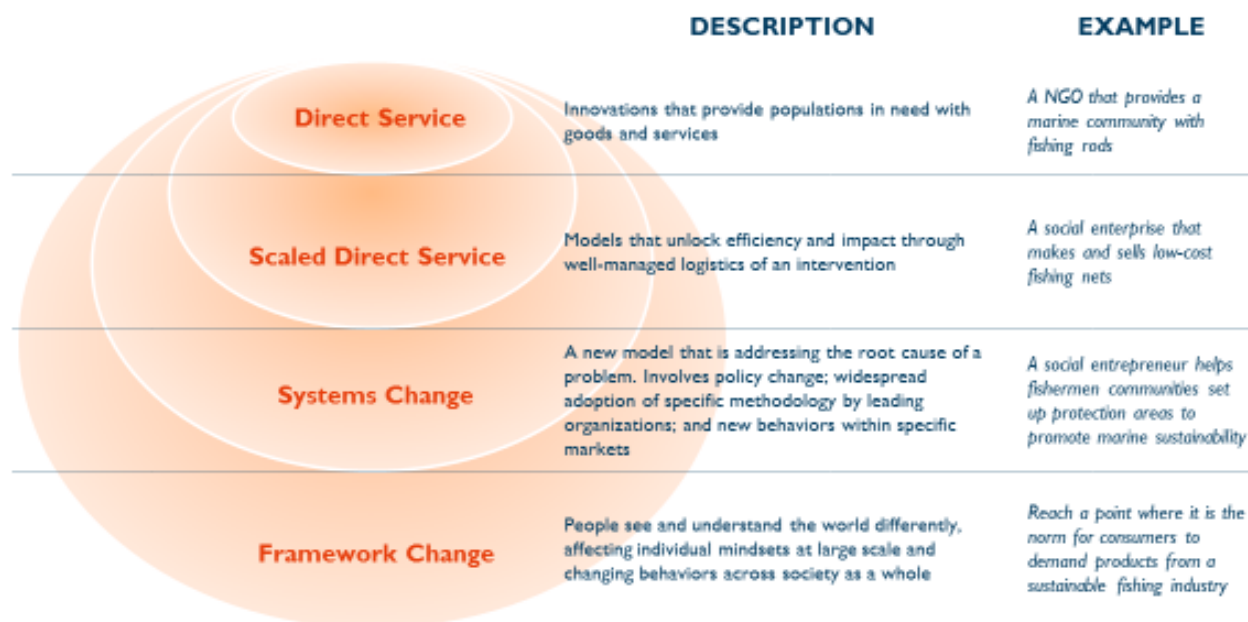 DESCRIPTION
EXAMPLE
Direct Service
Innovations that provide populations in need with
goods and services
A NGO that provides a
marine community with
fishing rods
Scaled Direct Service
Models that unlock efficiency and impact through
well-managed logistics of an intervention
A social enterprise that
makes and sells low-cost
fishing nets
Systems Change
A new model that is addressing the root cause of a
problem. Involves policy change; widespread
adoption of specific methodology by leading
organizations; and new behaviors within specific
markets
A social entrepreneur helps
fishermen communities set
up protection areas to
promote marine sustainability
Framework Change
People see and understand the world differently,
affecting individual mindsets at large scale and
changing behaviors across society as a whole
Reach a point where it is the
norm for consumers to
demand products from a
sustainable fishing industry